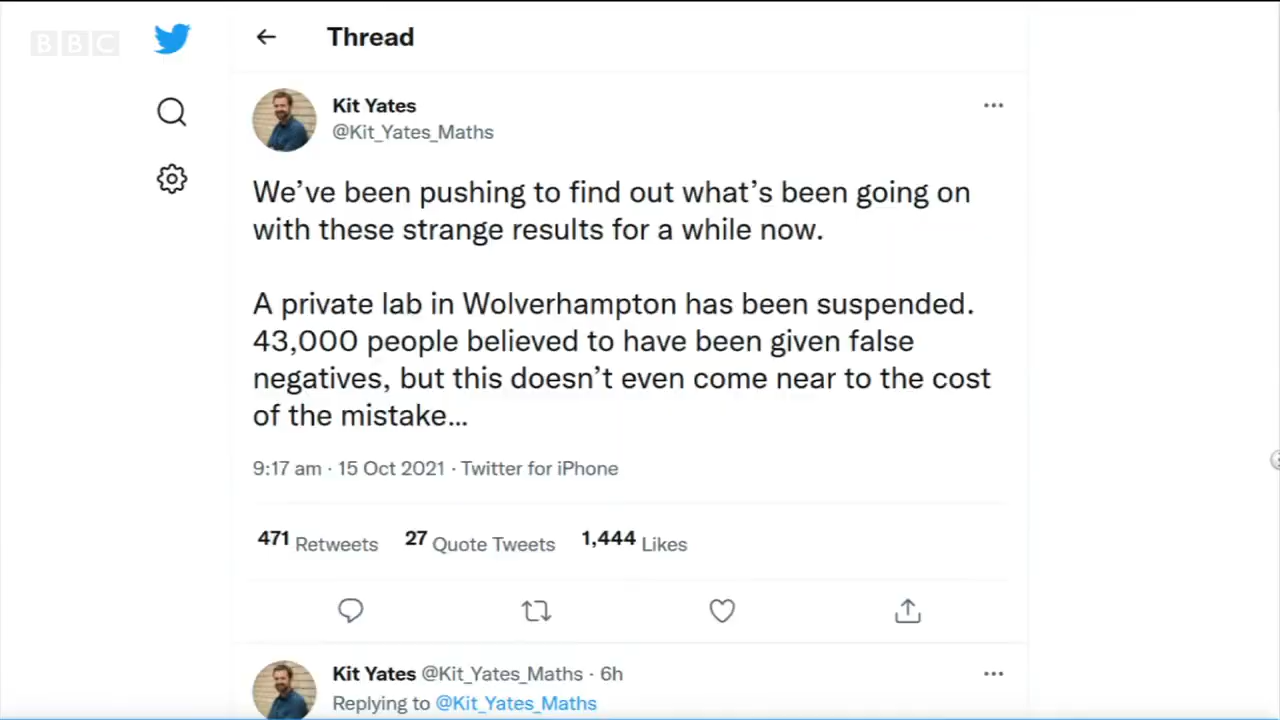 BBC
Thread
Kit Yates
@Kit_Yates_Maths
We’ve been pushing to find out what’s been going on
with these strange results for a while now.
A private lab in Wolverhampton has been suspended.
43,000 people believed to have been given false
negatives, but this doesn’t even come near to the cost
of the mistake...
9:17 am · 15 Oct 2021 · Twitter for iPhone
471 Retweets 27 Quote Tweets 1,444 Likes
Kit Yates @Kit_Yates_Maths · 6h
Replying to @Kit_Yates_Maths